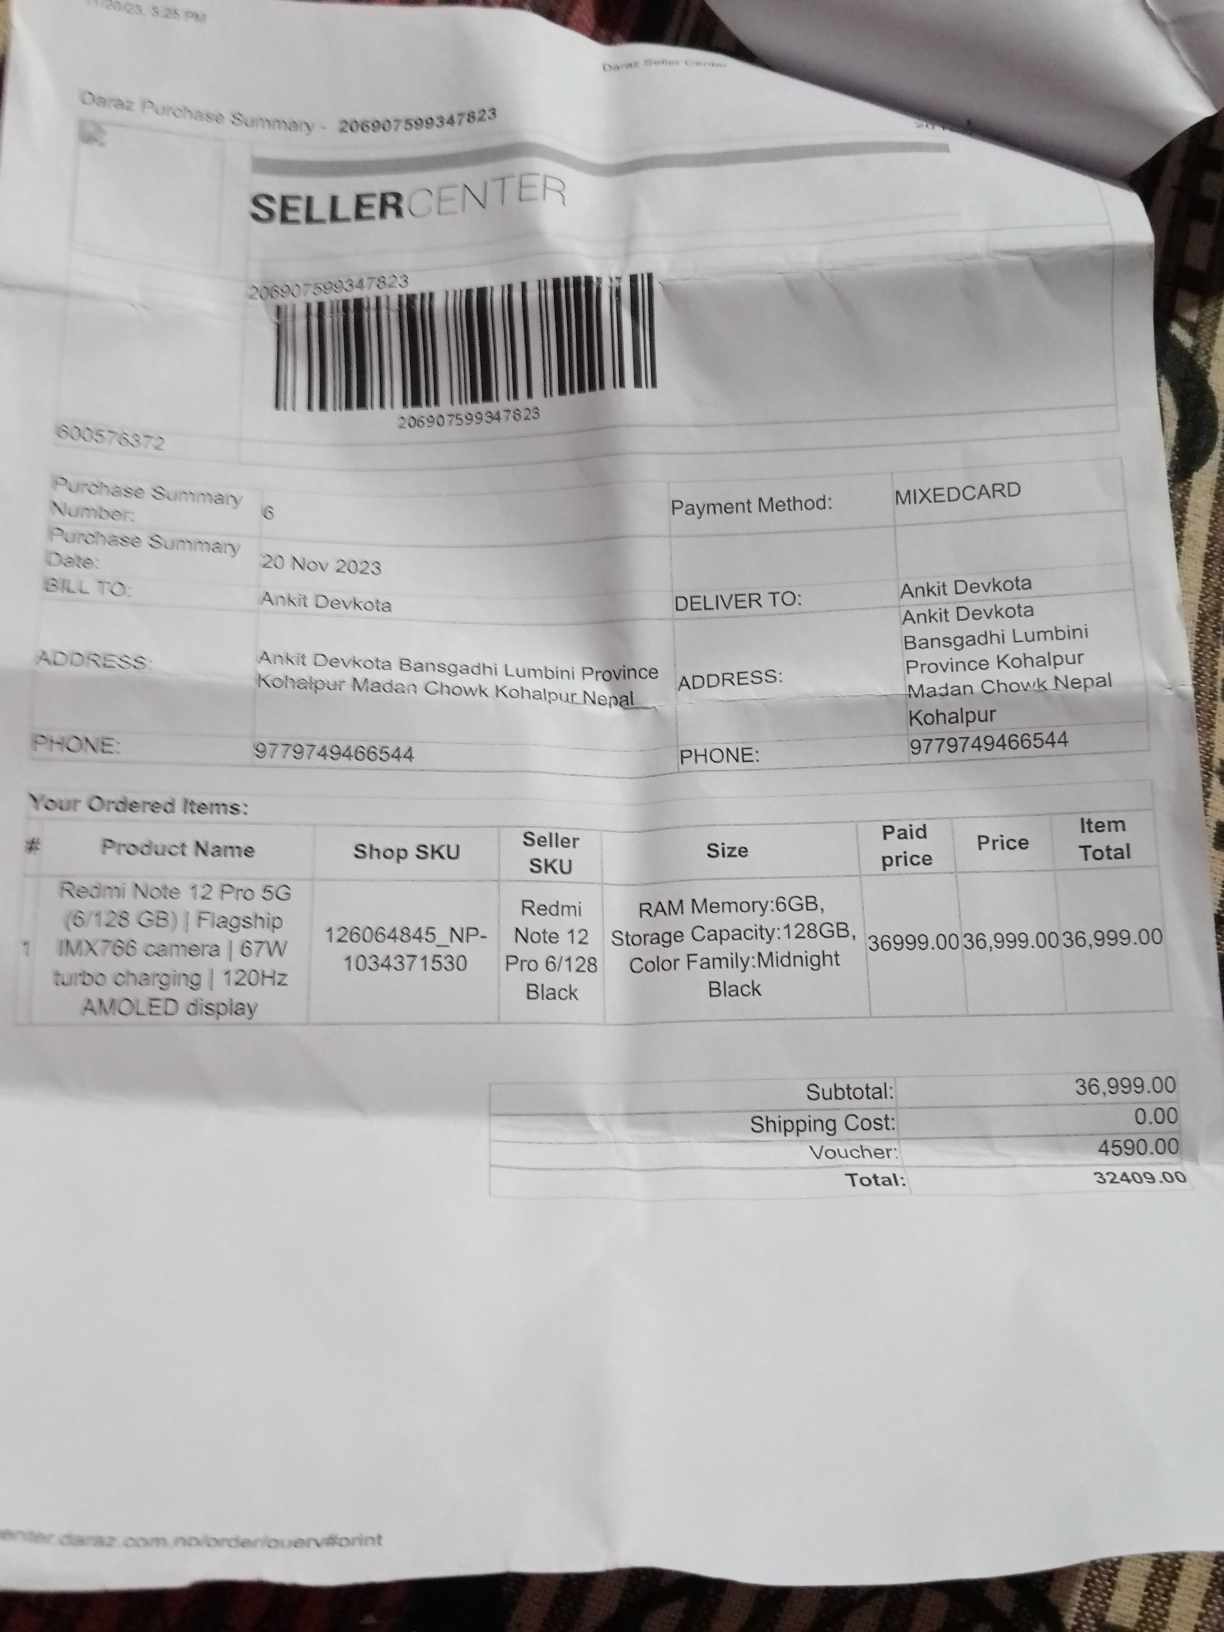 3:25 PM
Daraz Seller Center
Daraz Purchase Summary - 206907599347823
SELLERCENTER
206907599347823
206907599347823
600576372
Purchase Summary Number: 6 Payment Method: MIXEDCARD
Purchase Summary Date: 20 Nov 2023
BILL TO: Ankit Devkota DELIVER TO: Ankit Devkota
ADDRESS: Ankit Devkota Bansgadhi Lumbini Province
Kohalpur Madan Chowk Kohalpur Nepal
ADDRESS: Ankit Devkota
Bansgadhi Lumbini
Province Kohalpur
Madan Chowk Nepal
Kohalpur
PHONE: 9779749466544 PHONE: 9779749466544
Your Ordered Items:
# Product Name Shop SKU Seller SKU Size Paid price Price Item Total
1 Redmi Note 12 Pro 5G
(6/128 GB) | Flagship
IMX766 camera | 67W
turbo charging | 120Hz
AMOLED display
126064845_NP-
1034371530
Redmi
Note 12
Pro 6/128
Black
RAM Memory:6GB,
Storage Capacity:128GB,
Color Family:Midnight
Black
36999.00 36,999.00 36,999.00
Subtotal: 36,999.00
Shipping Cost: 0.00
Voucher: 4590.00
Total: 32409.00
enter.daraz.com.np/order/query#print